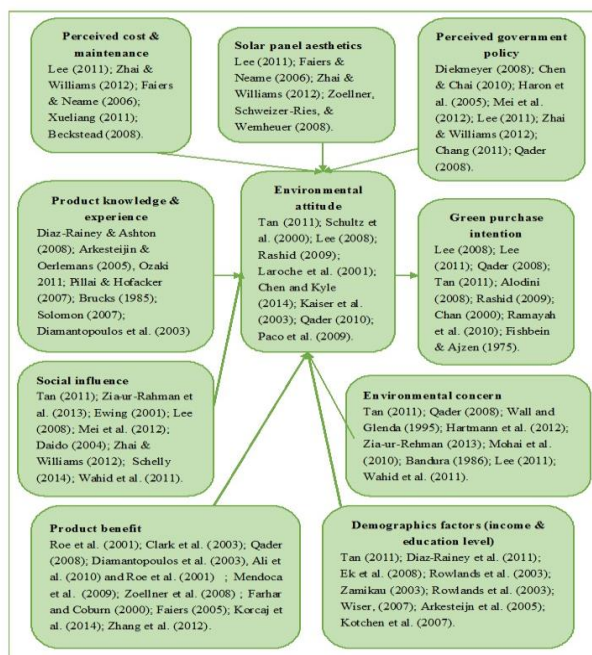 Perceived cost &
maintenance
Lee (2011); Zhai &
Williams (2012); Faiers
& Neame (2006);
Xueliang (2011);
Beckstead (2008).
Solar panel aesthetics
Lee (2011); Faiers &
Neame (2006); Zhai &
Williams (2012); Zoellner,
Schweizer-Ries, &
Wemheuer (2008).
Perceived government
policy
Diekmeyer (2008); Chen
& Chai (2010); Haron et
al. (2005); Mei et al.
(2012); Lee (2011); Zhai
& Williams (2012);
Chang (2011); Qader
(2008).
Product knowledge &
experience
Diaz-Rainey & Ashton
(2008); Arkesteijin &
Oerlemans (2005), Ozaki
2011; Pillai & Hofacker
(2007); Brucks (1985);
Solomon (2007);
Diamantopoulos et al. (2003)
Environmental
attitude
Tan (2011); Schultz et
al. (2000); Lee (2008);
Rashid (2009);
Laroche et al. (2001);
Chen and Kyle
(2014); Kaiser et al.
(2003); Qader (2010);
Paco et al. (2009).
Green purchase
intention
Lee (2008); Lee
(2011); Qader (2008);
Tan (2011); Alodini
(2008); Rashid (2009);
Chan (2000); Ramayah
et al. (2010); Fishbein
& Ajzen (1975).
Social influence
Tan (2011); Zia-ur-Rahman
et al. (2013); Ewing (2001); Lee
(2008); Mei et al. (2012);
Daido (2004); Zhai &
Williams (2012); Schelly
(2014); Wahid et al. (2011).
Environmental concern
Tan (2011); Qader (2008); Wall and
Glenda (1995); Hartmann et al. (2012);
Zia-ur-Rehman (2013); Mohai et al.
(2010); Bandura (1986); Lee (2011);
Wahid et al. (2011).
Product benefit
Roe et al. (2001); Clark et al. (2003); Qader
(2008); Diamantopoulos et al. (2003), Ali
et al. (2010) and Roe et al. (2001) ; Mendoca
et al. (2009); Zoellner et al. (2008) ; Farhar
and Coburn (2000); Faiers (2005); Korcaj et
al. (2014); Zhang et al. (2012).
Demographics factors (income &
education level)
Tan (2011); Diaz-Rainey et al. (2011);
Ek et al. (2008); Rowlands et al. (2003);
Zamikau (2003); Rowlands et al. (2003);
Wiser, (2007); Arkesteijn et al. (2005);
Kotchen et al. (2007).